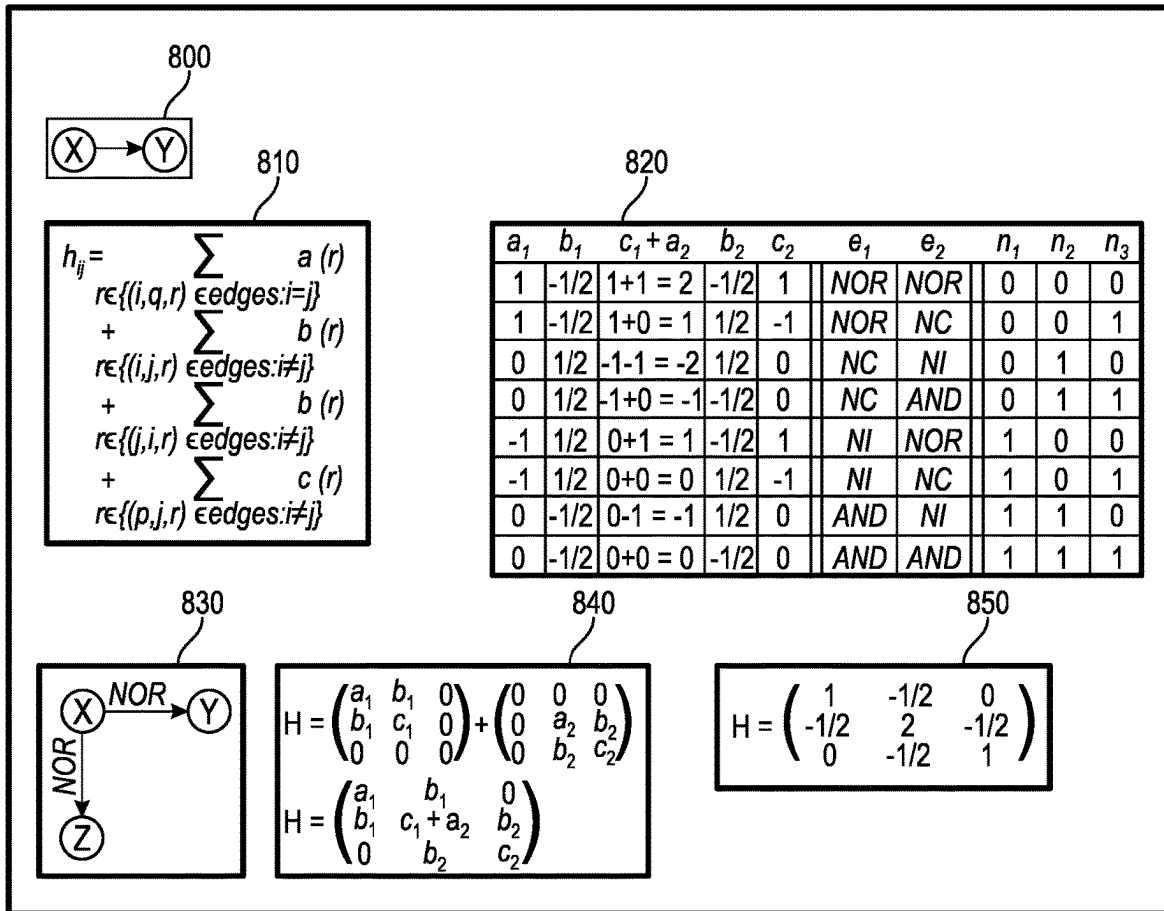 800
X Y
810
h_ij = ∑ a (r)
rϵ{(i,q,r) ϵedges:i=j}
+ ∑ b (r)
rϵ{(i,j,r) ϵedges:i≠j}
+ ∑ b (r)
rϵ{(j,i,r) ϵedges:i≠j}
+ ∑ c (r)
rϵ{(p,j,r) ϵedges:i≠j}
820
a₁ b₁ c₁ + a₂ b₂ c₂ e₁ e₂ n₁ n₂ n₃
1 -1/2 1+1 = 2 -1/2 1 NOR NOR 0 0 0
1 -1/2 1+0 = 1 1/2 -1 NOR NC 0 0 1
0 1/2 -1-1 = -2 1/2 0 NC NI 0 1 0
0 1/2 -1+0 = -1 -1/2 0 NC AND 0 1 1
-1 1/2 0+1 = 1 -1/2 1 NI NOR 1 0 0
-1 1/2 0+0 = 0 1/2 -1 NI NC 1 0 1
0 -1/2 0-1 = -1 1/2 0 AND NI 1 1 0
0 -1/2 0+0 = 0 -1/2 0 AND AND 1 1 1
830
X NOR Y
NOR
Z
840
H = (a₁ b₁ 0) + (0 0 0)
(b₁ c₁ 0) (0 a₂ b₂)
(0 0 0) (0 b₂ c₂)
H = (a₁ b₁ 0)
(b₁ c₁ + a₂ b₂)
(0 b₂ c₂)
850
H = (1 -1/2 0)
(-1/2 2 -1/2)
(0 -1/2 1)